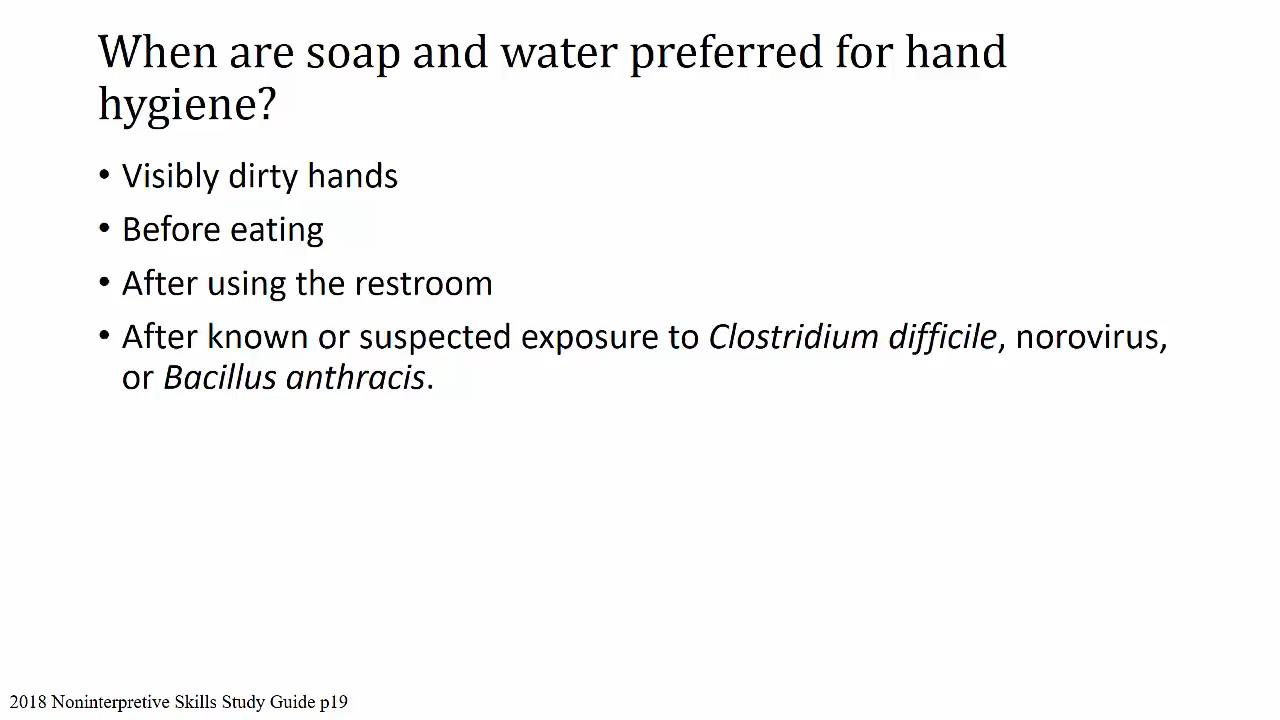 When are soap and water preferred for hand
hygiene?
• Visibly dirty hands
• Before eating
• After using the restroom
• After known or suspected exposure to Clostridium difficile, norovirus,
or Bacillus anthracis.
2018 Noninterpretive Skills Study Guide p19